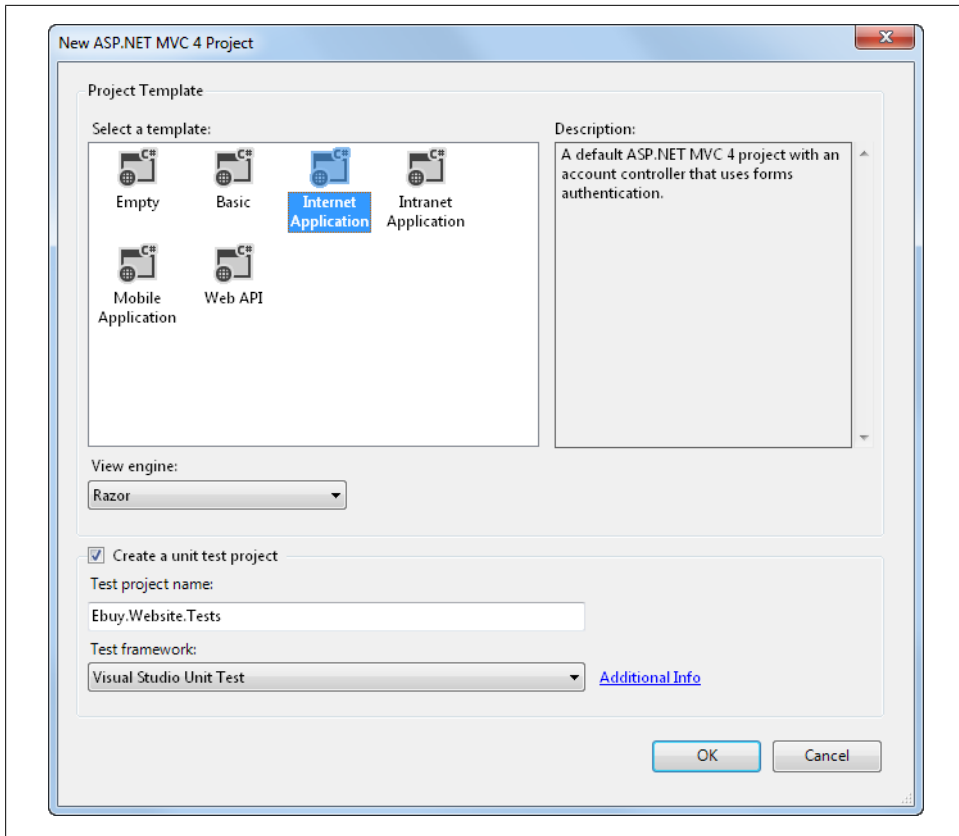 New ASP.NET MVC 4 Project
x
Project Template
Select a template:
C#
Empty
C#
Basic
C#
Internet
Application
C#
Intranet
Application
C#
Mobile
Application
C#
Web API
Description:
A default ASP.NET MVC 4 project with an
account controller that uses forms
authentication.
View engine:
Razor
Create a unit test project
Test project name:
Ebuy.Website.Tests
Test framework:
Visual Studio Unit Test
Additional Info
OK
Cancel